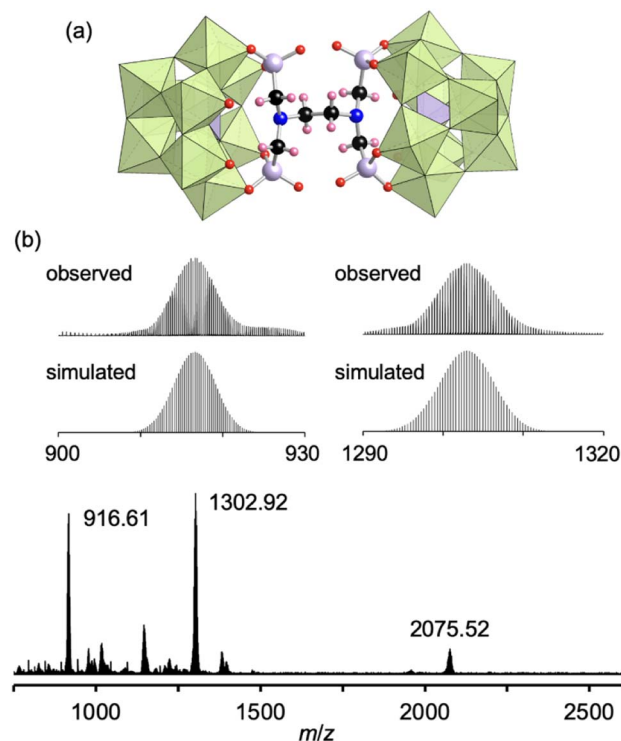 (a)
(b)
observed observed
simulated simulated
900 930 1290 1320
916.61 1302.92
2075.52
1000 1500 2000 2500
m/z